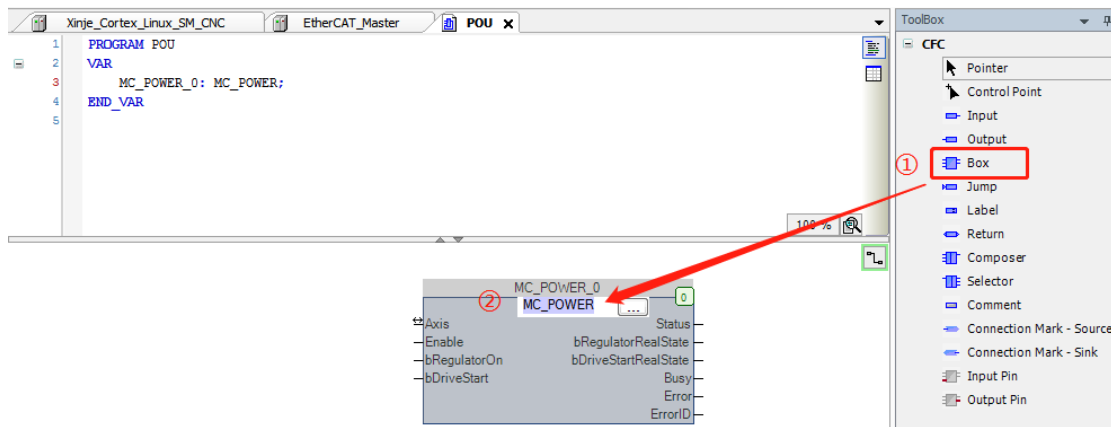 Xinje_Cortex_Linux_SM_CNC EtherCAT_Master POU
1 PROGRAM POU
2 VAR
3 MC_POWER_0: MC_POWER;
4 END_VAR
5
100 %
MC_POWER_0
② MC_POWER ... 0
Axis Status
Enable bRegulatorRealState
bRegulatorOn bDriveStartRealState
bDriveStart Busy
Error
ErrorID
ToolBox
CFC
Pointer
Control Point
Input
Output
① Box
Jump
Label
Return
Composer
Selector
Comment
Connection Mark - Source
Connection Mark - Sink
Input Pin
Output Pin